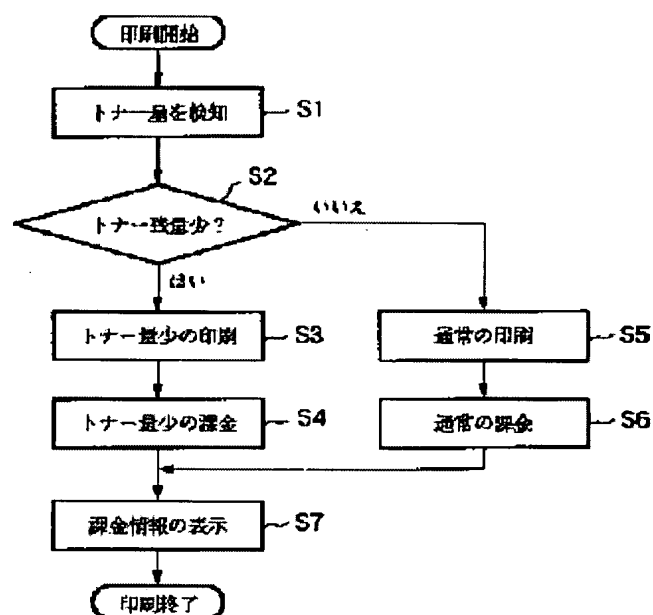 印刷開始
トナー量を検知
S1
S2
トナー残量少?
いいえ
はい
トナー量少の印刷
S3
通常の印刷
S5
トナー量少の課金
S4
通常の課金
S6
課金情報の表示
S7
印刷終了